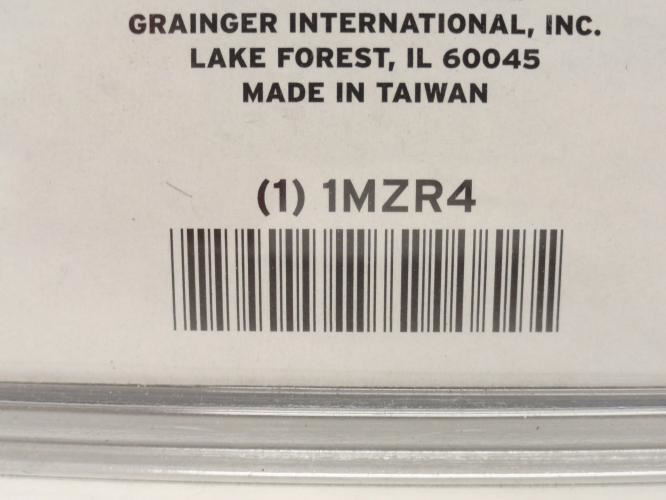 GRAINGER INTERNATIONAL, INC.
LAKE FOREST, IL 60045
MADE IN TAIWAN
(1) 1MZR4